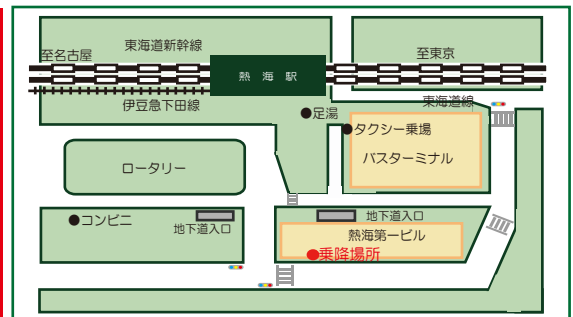 東海道新幹線
至名古屋
至東京
熱海駅
伊豆急下田線
東海道線
●足湯
●タクシー乗場
バスターミナル
ロータリー
●コンビニ
地下道入口
地下道入口
熱海第一ビル
●乗降場所